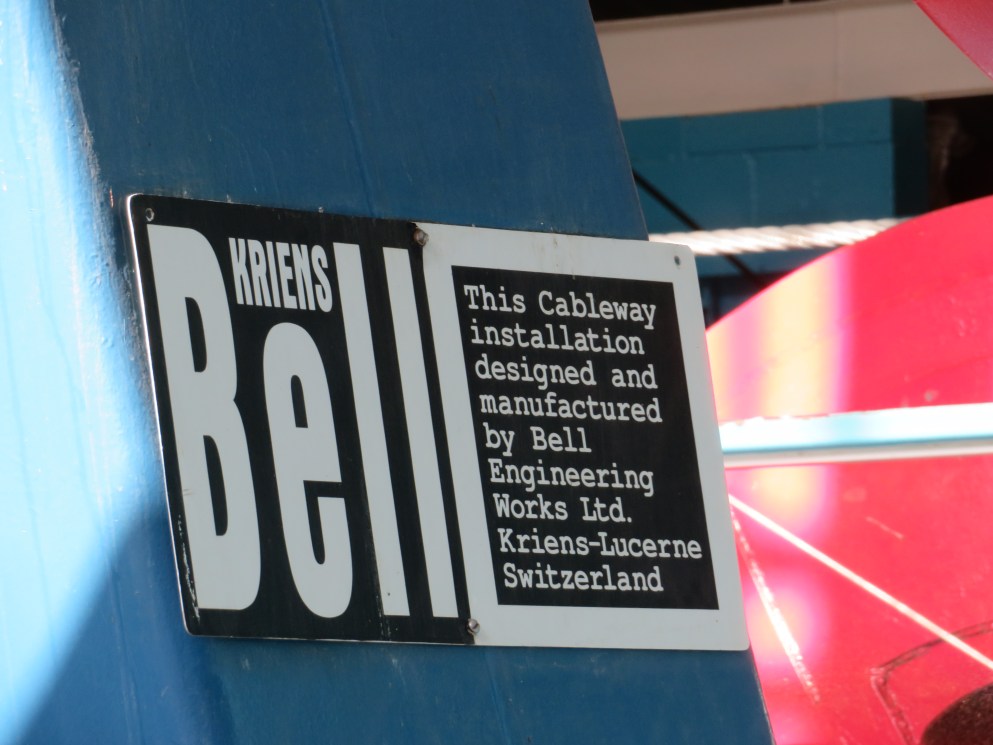 KRIENS
Bell
This Cableway
installation
designed and
manufactured
by Bell
Engineering
Works Ltd.
Kriens-Lucerne
Switzerland